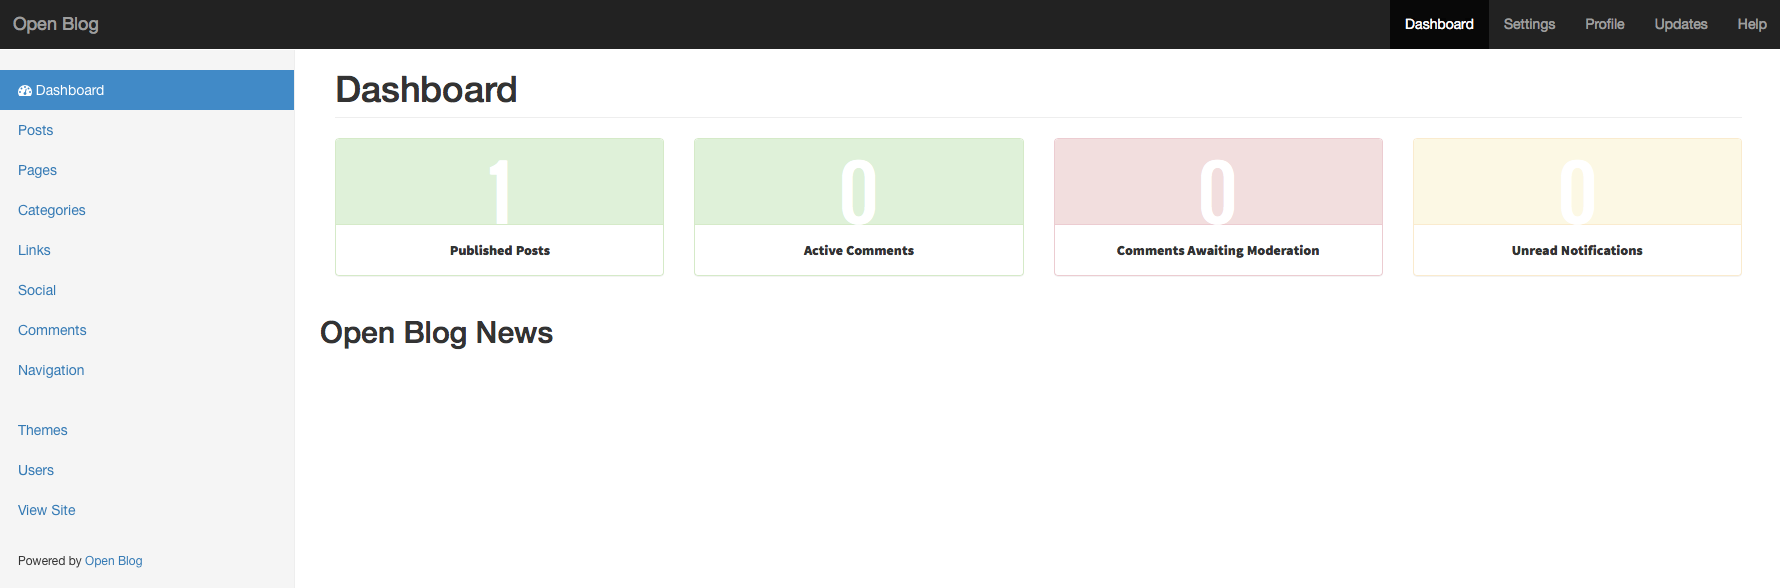 Open Blog
Dashboard Settings Profile Updates Help
Dashboard
Posts
Pages
Categories
Links
Social
Comments
Navigation
Themes
Users
View Site
Powered by Open Blog
Dashboard
1
Published Posts
0
Active Comments
0
Comments Awaiting Moderation
0
Unread Notifications
Open Blog News